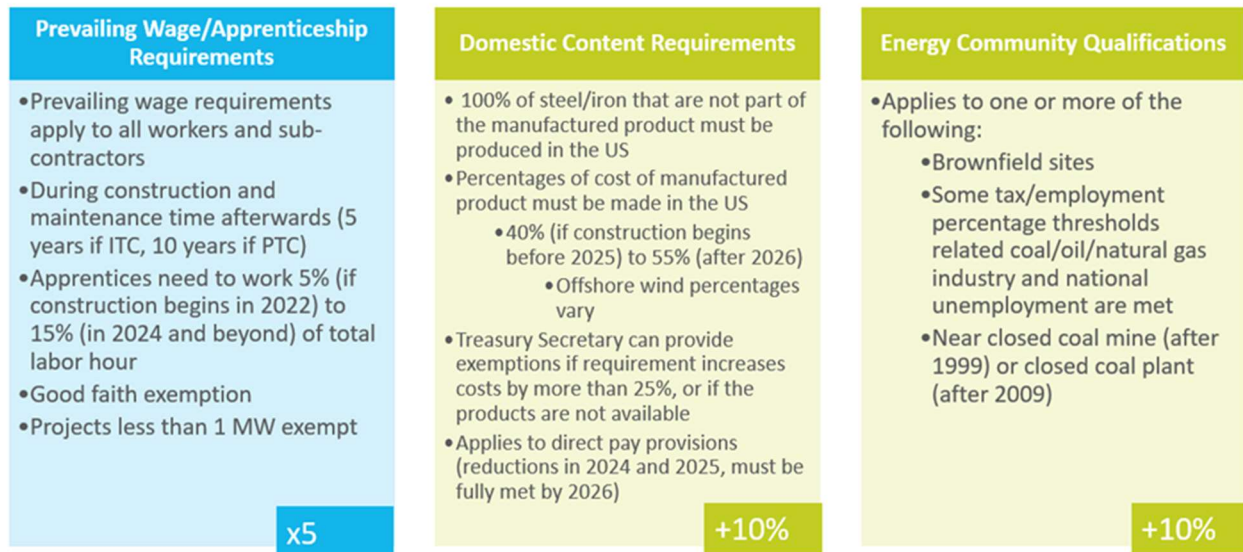 Prevailing Wage/Apprenticeship
Requirements
•Prevailing wage requirements
apply to all workers and sub-
contractors
•During construction and
maintenance time afterwards (5
years if ITC, 10 years if PTC)
•Apprentices need to work 5% (if
construction begins in 2022) to
15% (in 2024 and beyond) of total
labor hour
•Good faith exemption
•Projects less than 1 MW exempt
x5
Domestic Content Requirements
• 100% of steel/iron that are not part of
the manufactured product must be
produced in the US
•Percentages of cost of manufactured
product must be made in the US
•40% (if construction begins
before 2025) to 55% (after 2026)
•Offshore wind percentages
vary
•Treasury Secretary can provide
exemptions if requirement increases
costs by more than 25%, or if the
products are not available
•Applies to direct pay provisions
(reductions in 2024 and 2025, must be
fully met by 2026)
+10%
Energy Community Qualifications
•Applies to one or more of the
following:
•Brownfield sites
•Some tax/employment
percentage thresholds
related coal/oil/natural gas
industry and national
unemployment are met
•Near closed coal mine (after
1999) or closed coal plant
(after 2009)
+10%